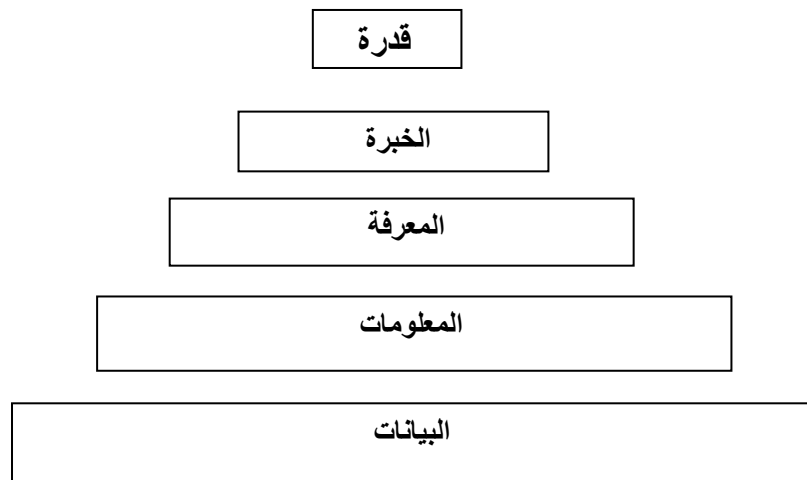 قدرة
الخبرة
المعرفة
المعلومات
البيانات